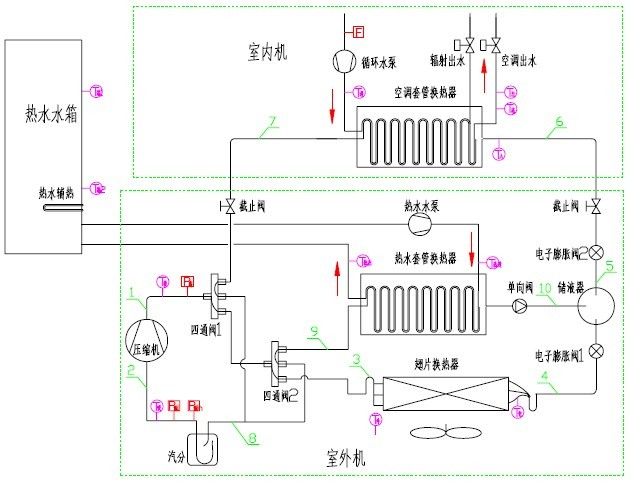 室内机
F
循环水泵
辐射出水
空调出水
热水水箱
空调套管换热器
7
6
热水辅热
截止阀
热水水泵
截止阀
电子膨胀阀2
热水套管换热器
5
单向阀
10
储液器
1
四通阀1
9
压缩机
电子膨胀阀1
3
翅片换热器
2
四通阀2
4
8
汽分
室外机